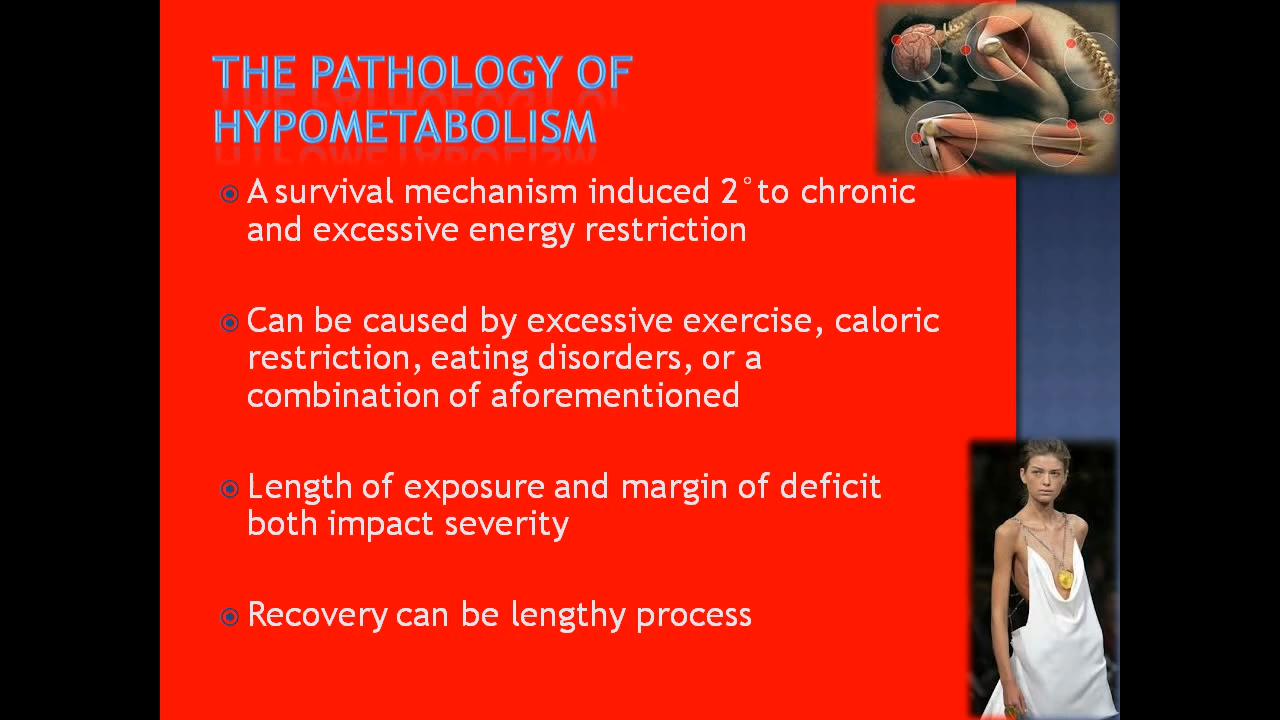 THE PATHOLOGY OF
HYPOMETABOLISM
A survival mechanism induced 2°to chronic
and excessive energy restriction
Can be caused by excessive exercise, caloric
restriction, eating disorders, or a
combination of aforementioned
Length of exposure and margin of deficit
both impact severity
Recovery can be lengthy process